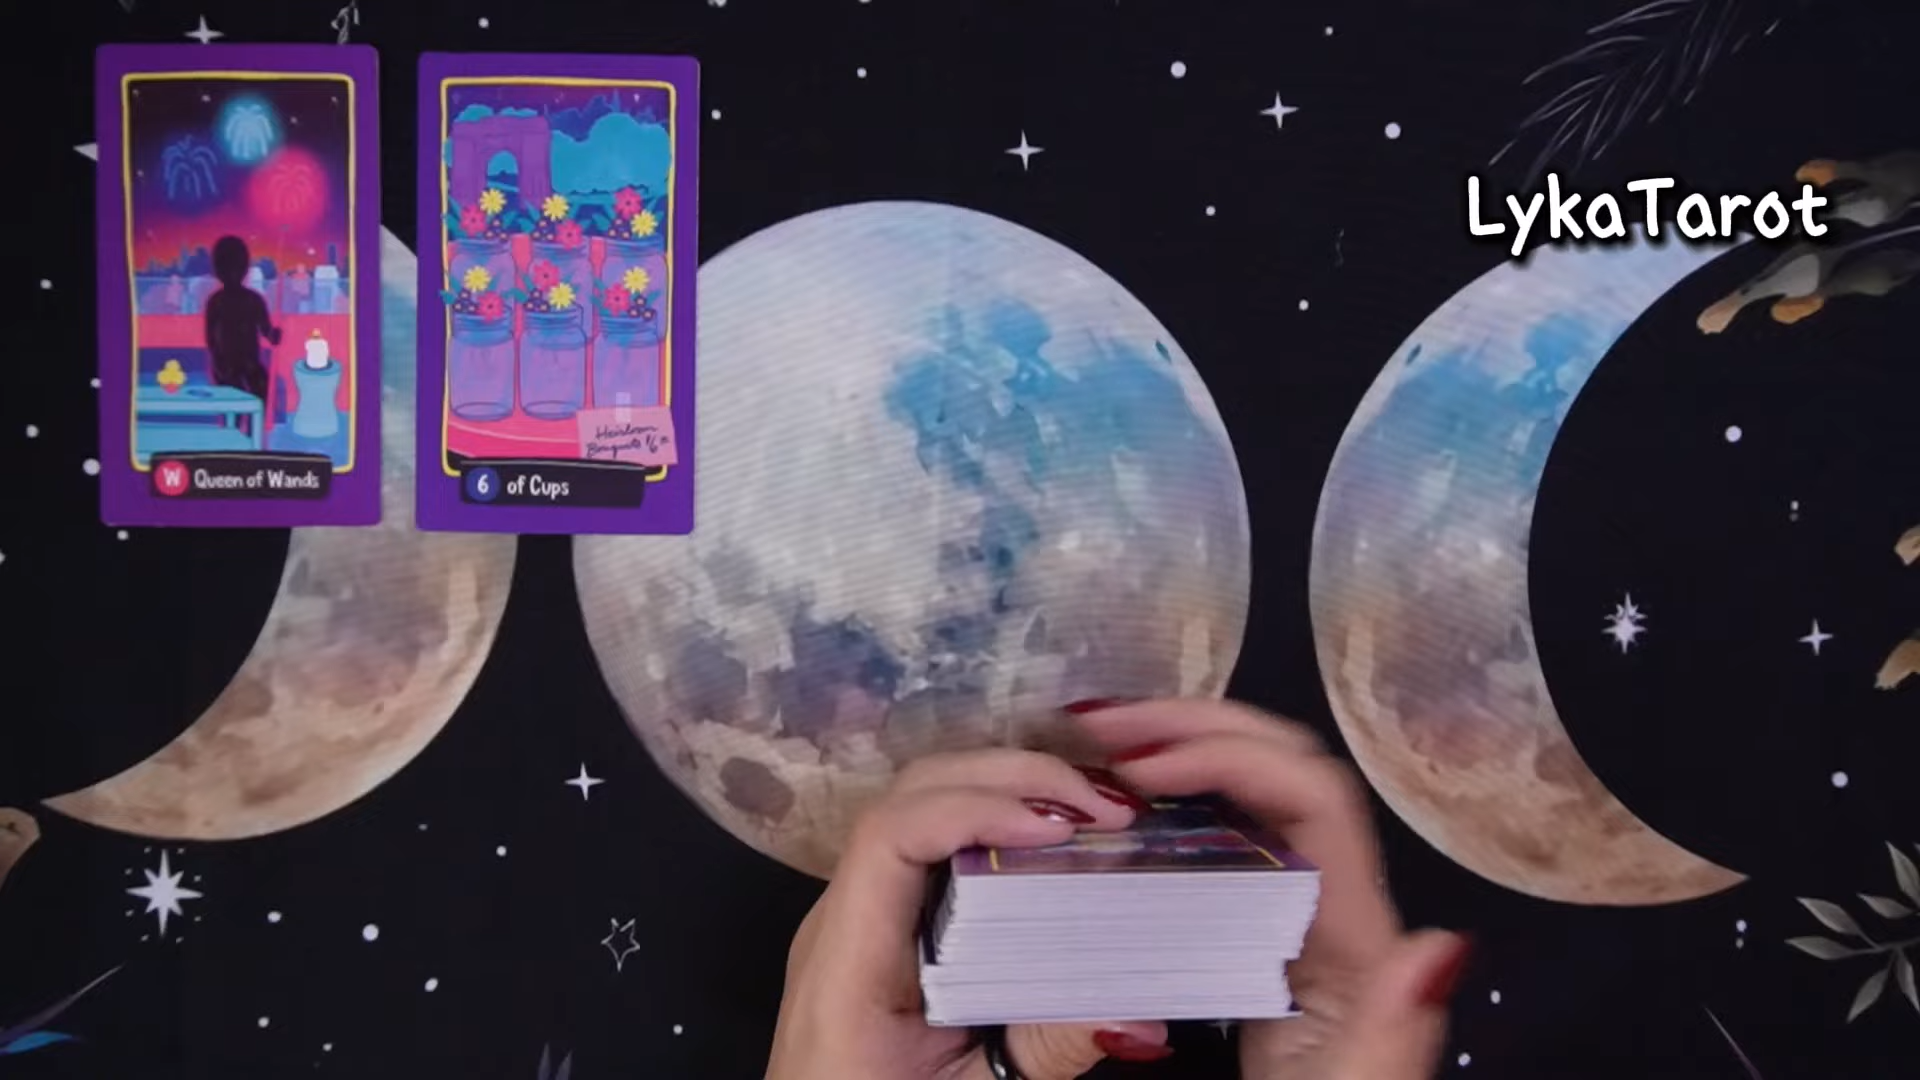 LykaTarot
W Queen of Wands
Heirloom
Bouquets
6 of Cups